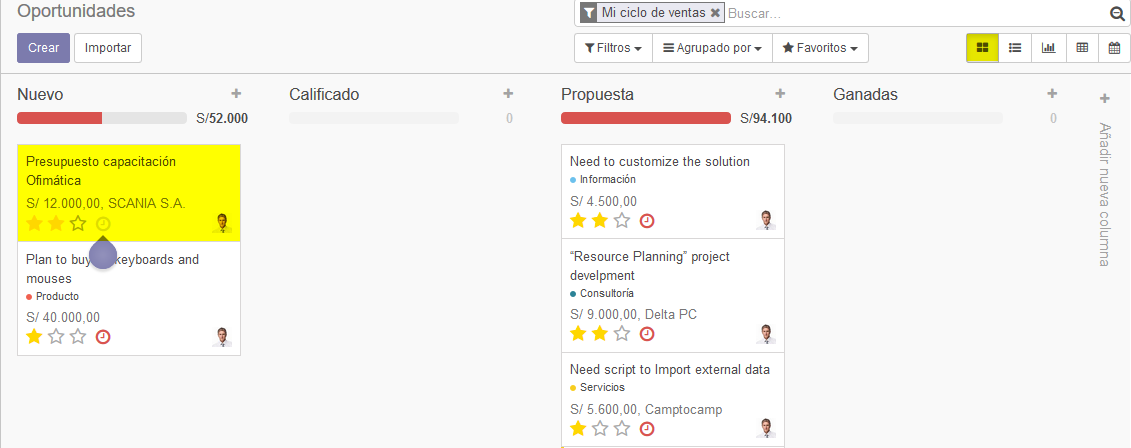 Oportunidades
Mi ciclo de ventas ✖ Buscar...
Crear Importar
Filtros Agrupado por Favoritos
Nuevo
S/52.000
Presupuesto capacitación
Ofimática
S/ 12.000,00, SCANIA S.A.
Plan to buy keyboards and
mouses
Producto
S/ 40.000,00
Calificado
0
Propuesta
S/94.100
Need to customize the solution
Información
S/ 4.500,00
“Resource Planning” project
develpment
Consultoría
S/ 9.000,00, Delta PC
Need script to Import external data
Servicios
S/ 5.600,00, Camptocamp
Ganadas
0
Añadir nueva columna